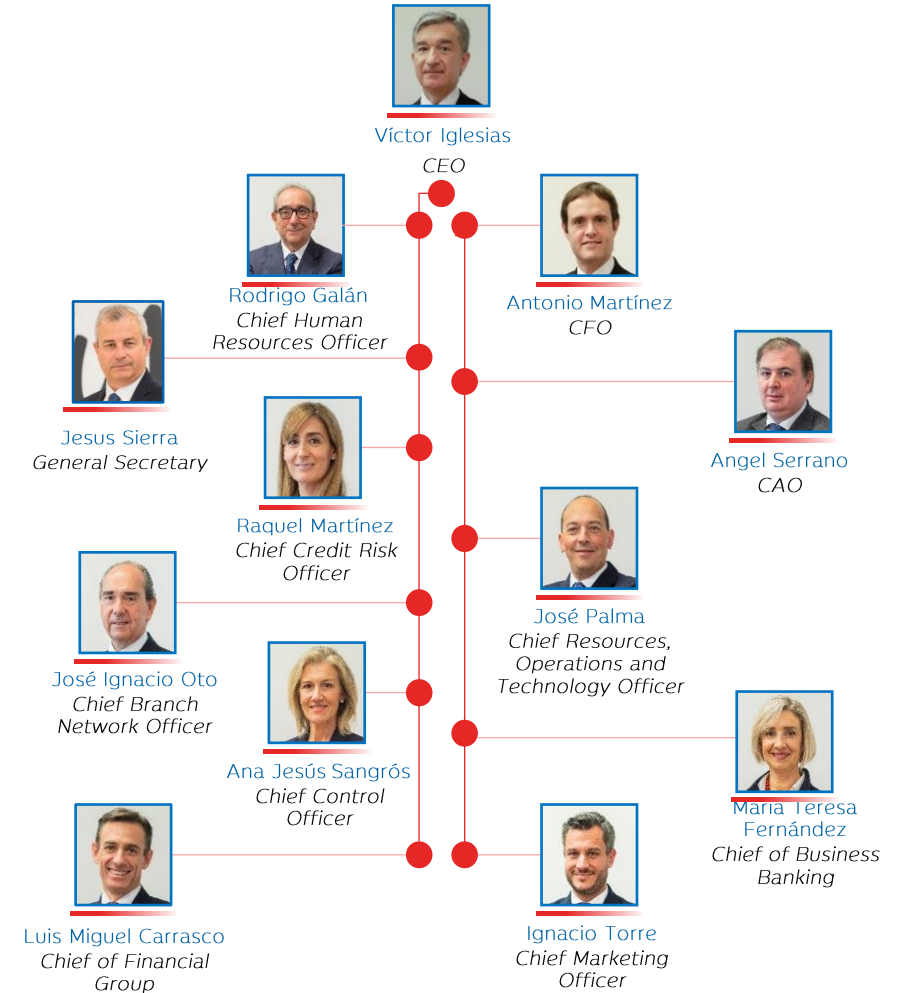 Víctor Iglesias
CEO
Rodrigo Galán
Chief Human
Resources Officer
Antonio Martínez
CFO
Jesus Sierra
General Secretary
Angel Serrano
CAO
Raquel Martínez
Chief Credit Risk
Officer
José Palma
Chief Resources,
Operations and
Technology Officer
José Ignacio Oto
Chief Branch
Network Officer
Ana Jesús Sangrós
Chief Control
Officer
María Teresa
Fernández
Chief of Business
Banking
Luis Miguel Carrasco
Chief of Financial
Group
Ignacio Torre
Chief Marketing
Officer